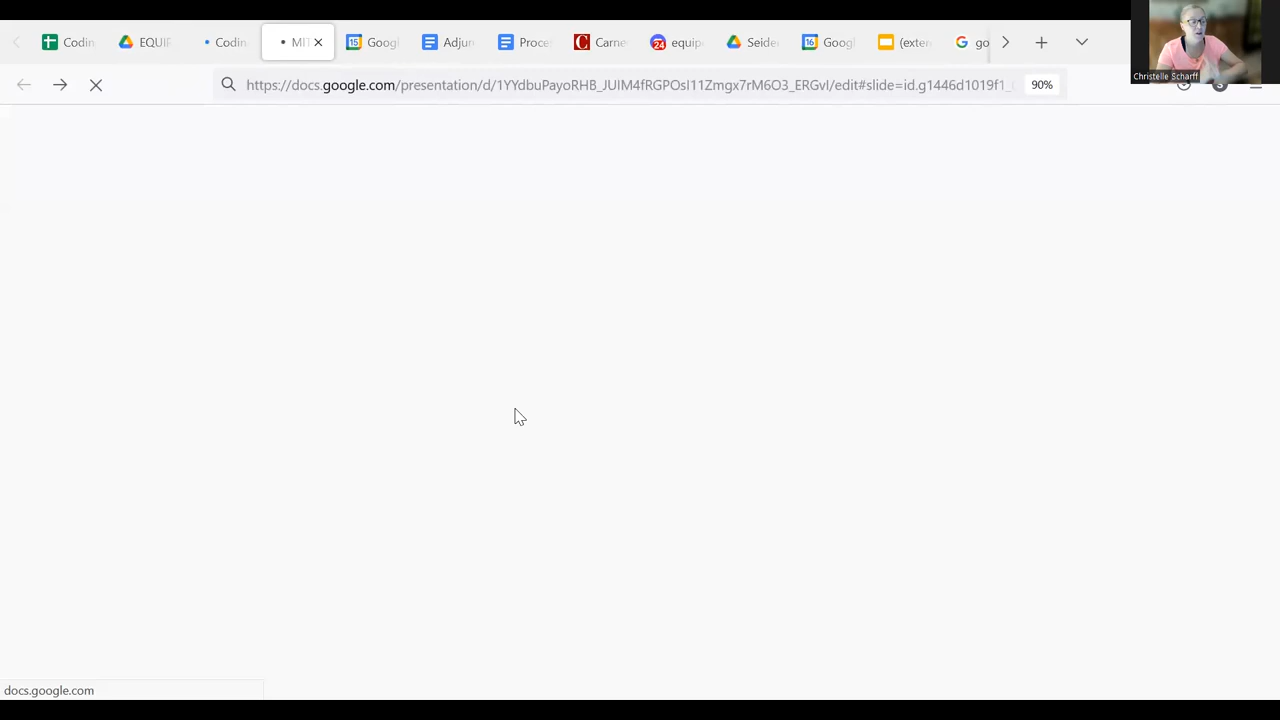 Codin
EQUIF
Codin
MIT
Googl
Adjun
Proce
Carne
equip
Seide
Googl
(exter
go
Christelle Scharff
https://docs.google.com/presentation/d/1YYdbuPayoRHB_JUIM4fRGPOsI11Zmgx7rM6O3_ERGvI/edit#slide=id.g1446d1019f1_
90%
docs.google.com